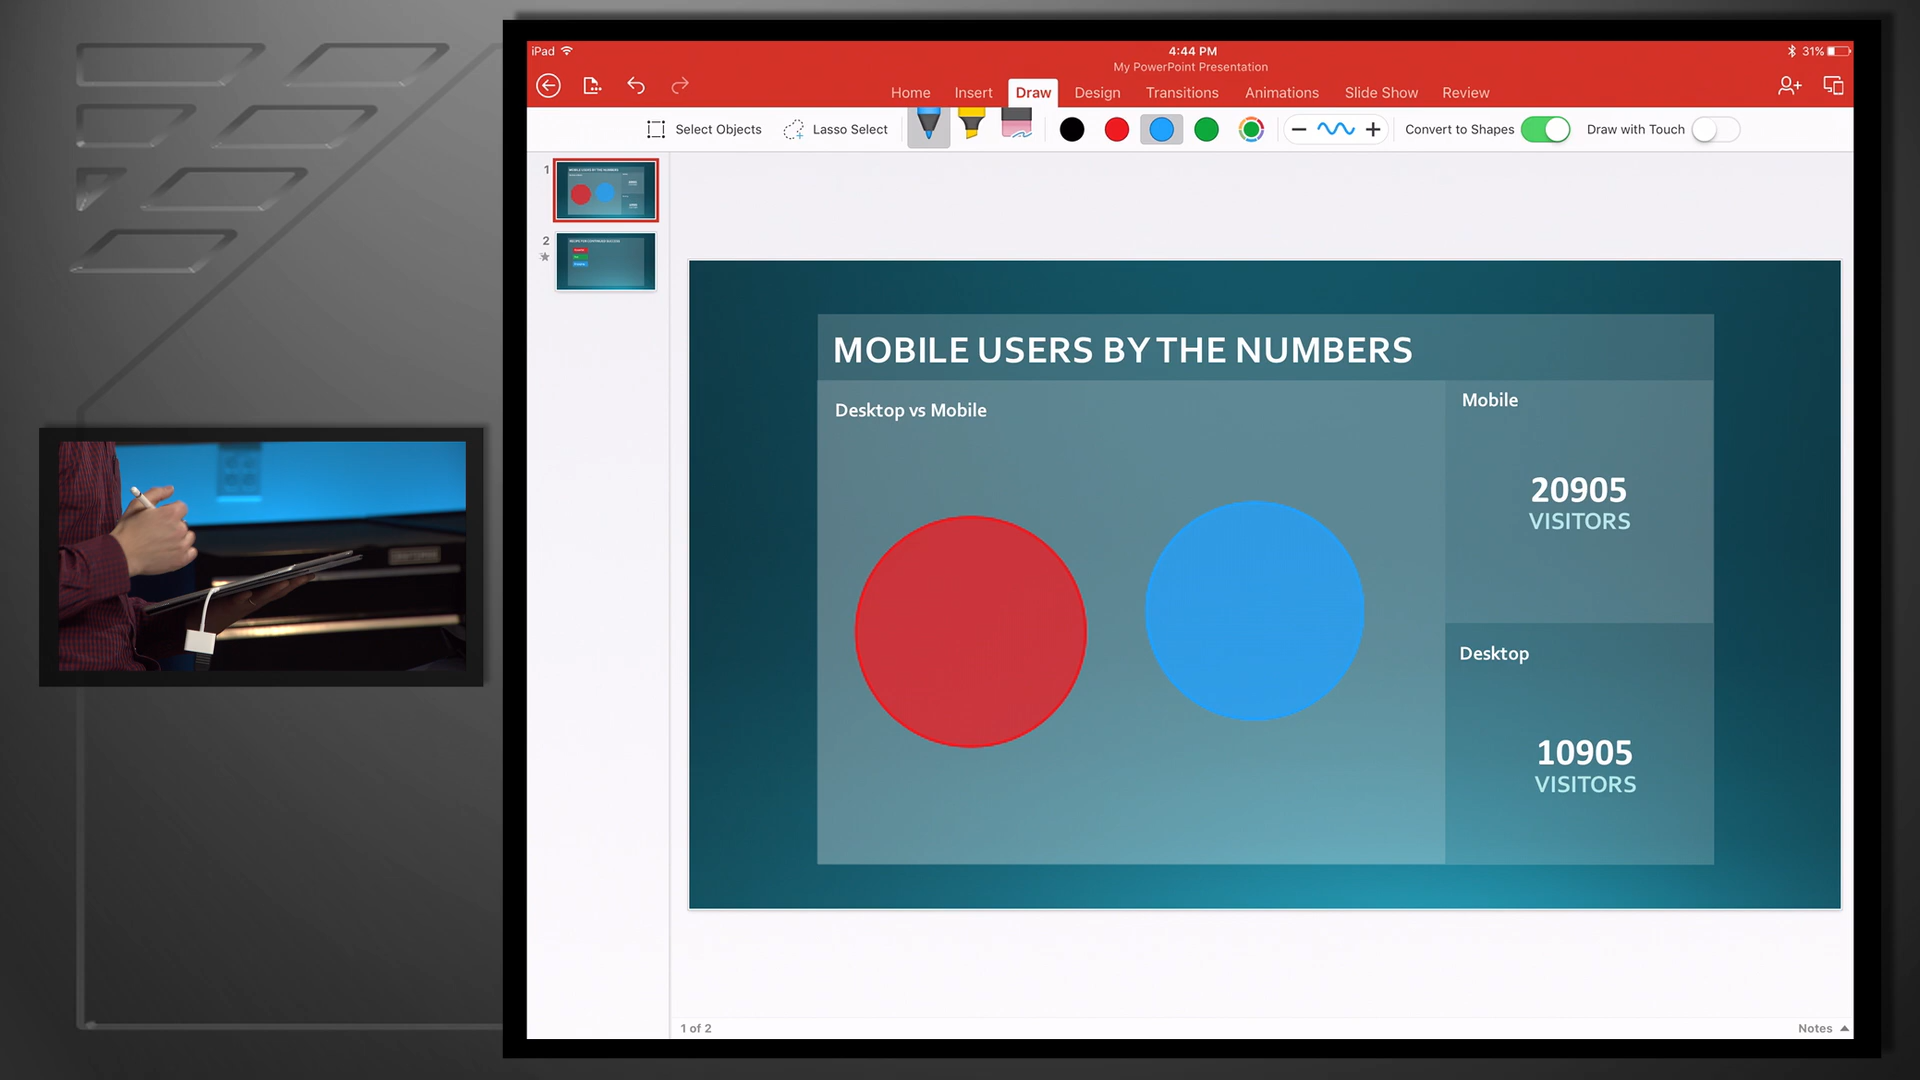 iPad
4:44 PM
31%
My PowerPoint Presentation
Home Insert Draw Design Transitions Animations Slide Show Review
Select Objects Lasso Select Convert to Shapes Draw with Touch
1
2
MOBILE USERS BY THE NUMBERS
Desktop vs Mobile
Mobile
20905
VISITORS
Desktop
10905
VISITORS
1 of 2
Notes